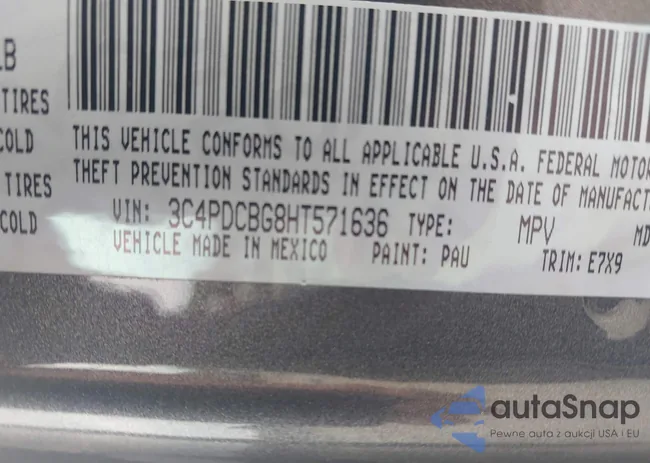 LB
TIRES
COLD
TIRES
COLD
THIS VEHICLE CONFORMS TO ALL APPLICABLE U.S.A. FEDERAL MOTOR
THEFT PREVENTION STANDARDS IN EFFECT ON THE DATE OF MANUFACT
VIN: 3C4PDCBG8HT571636 TYPE: MPV MD
VEHICLE MADE IN MEXICO PAINT: PAU TRIM: E7X9
autaSnap
Pewne auta z aukcji USA i EU